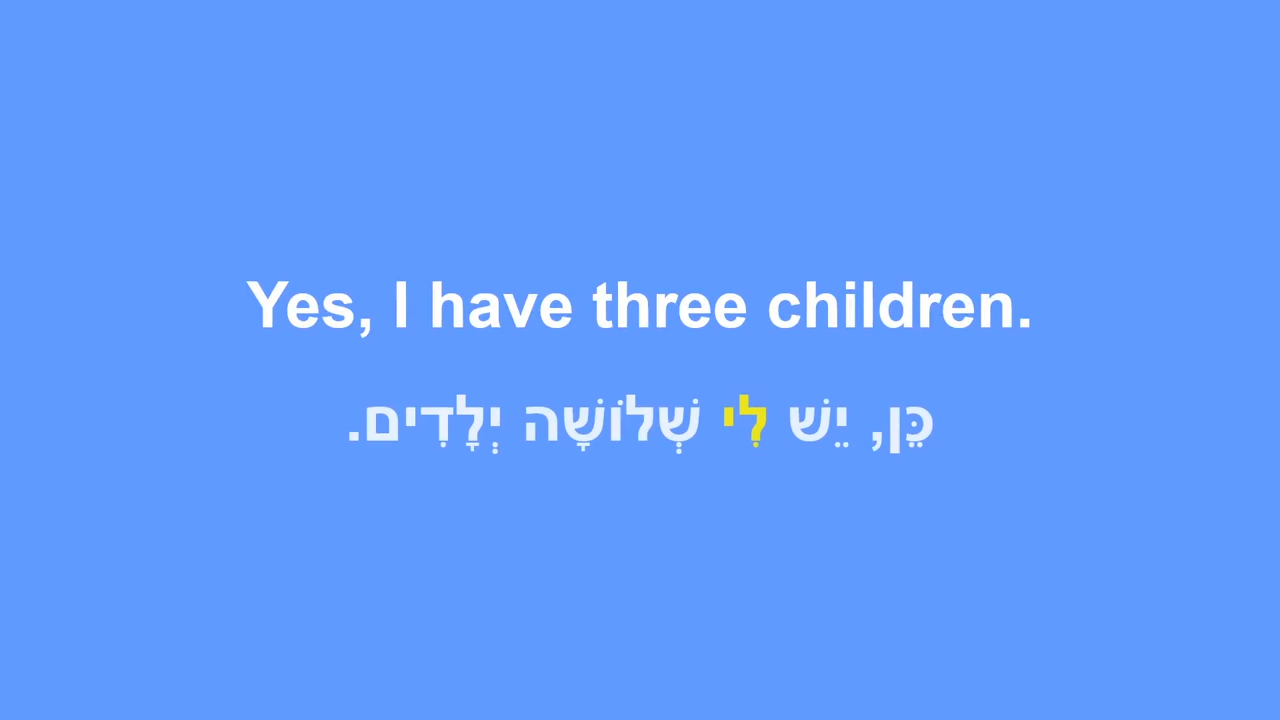 Yes, I have three children.
כֵּן, יֵשׁ לִי שְׁלוֹשָׁה יְלָדִים.